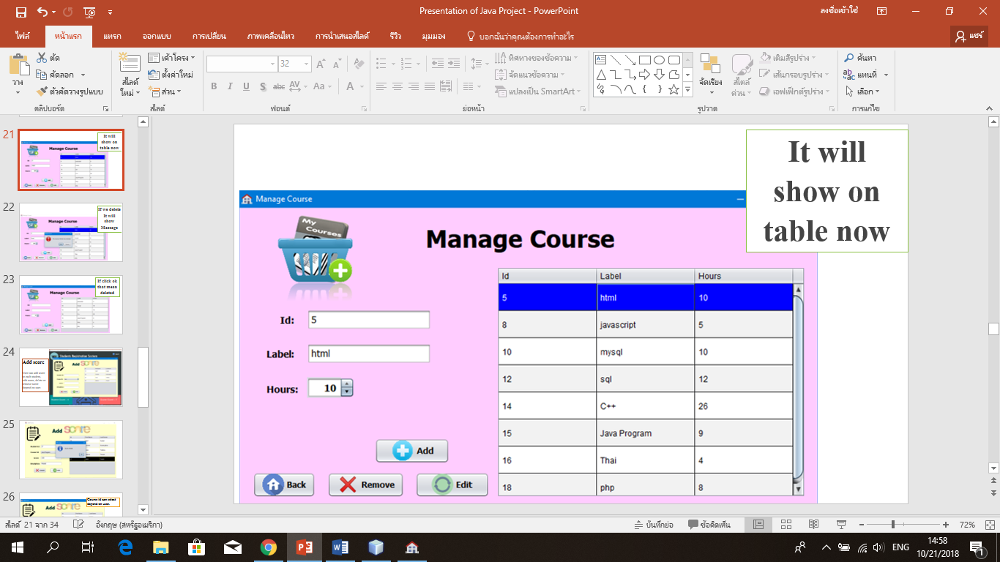 Presentation of Java Project - PowerPoint
ลงชื่อเข้าใช้
ไฟล์ หน้าแรก แทรก ออกแบบ การเปลี่ยน ภาพเคลื่อนไหว การนำเสนอสไลด์ รีวิว มุมมอง บอกฉันว่าคุณต้องการทำอะไร แชร์
วาง
ตัด
คัดลอก
ตัวคัดวางรูปแบบ
คลิปบอร์ด
สไลด์
ใหม่
เค้าโครง
ตั้งค่าใหม่
ส่วน
สไลด์
32
B I U S abc AV Aa A
ฟอนต์
ทิศทางของข้อความ
จัดแนวข้อความ
แปลงเป็น SmartArt
ย่อหน้า
จัดเรียง
สไตล์
ด่วน
เติมสีรูปร่าง
เส้นกรอบรูปร่าง
เอฟเฟ็กต์รูปร่าง
รูปวาด
ค้นหา
แทนที่
เลือก
การแก้ไข
21
It will
show on
table now
Manage Course
22
If we delete
It will
show
Massage
Manage Course
23
If click ok
that mean
deleted
Manage Course
24
Add score
Students Registration System
Add score
25
Add score
26
Course id can select
depend on user.
Add score
It will
show on
table now
Manage Course
My
Courses
Manage Course
Id: 5
Label: html
Hours: 10
Add
Back Remove Edit
Id Label Hours
5 html 10
8 javascript 5
10 mysql 10
12 sql 12
14 C++ 26
15 Java Program 9
16 Thai 4
18 php 8
สไลด์ 21 จาก 34 อังกฤษ (สหรัฐอเมริกา) บันทึกย่อ ข้อคิดเห็น 72%
ENG
14:58
10/21/2018
1